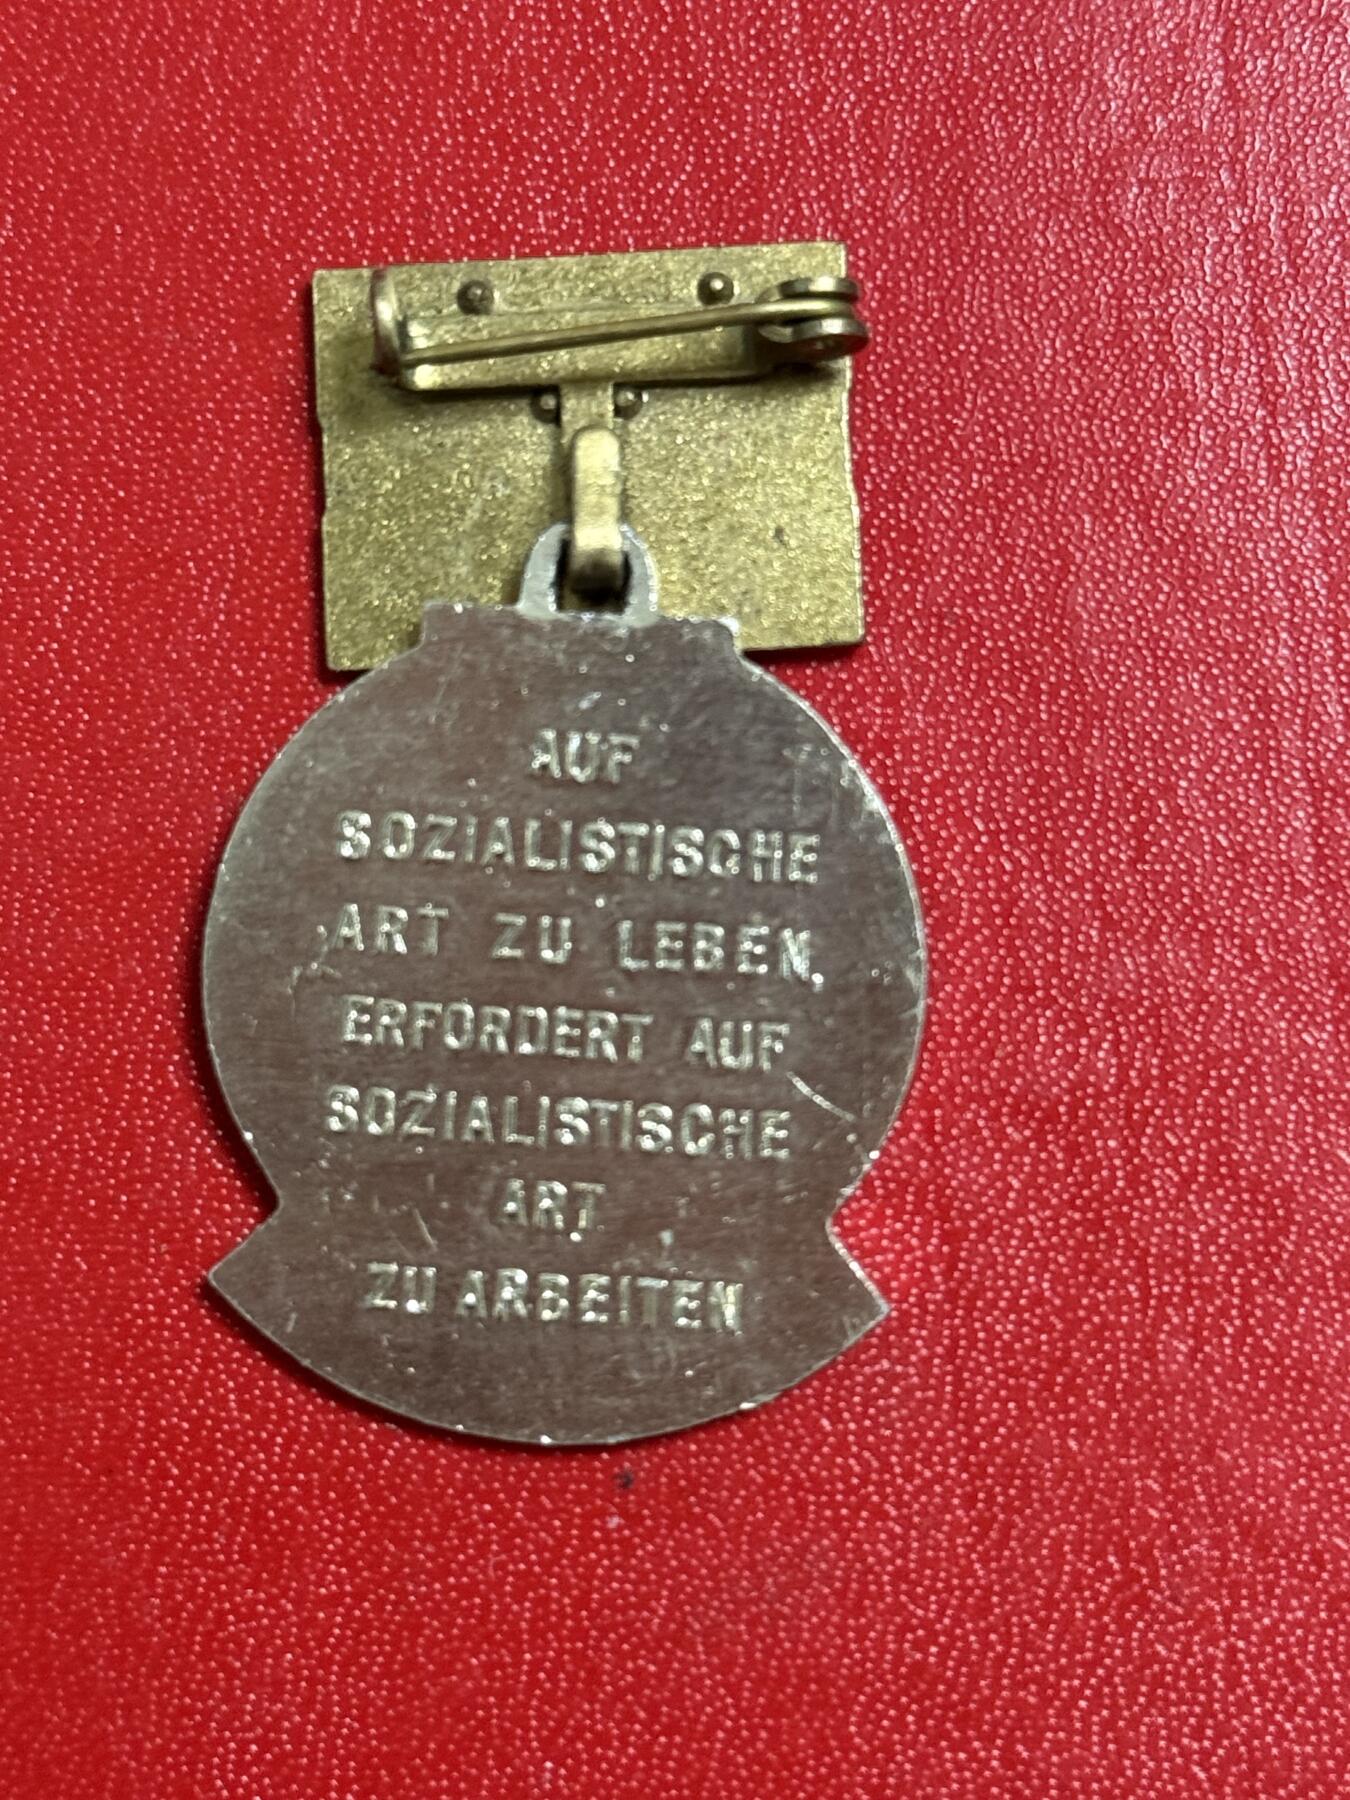 AUF
SOZIALISTISCHE
ART ZU LEBEN,
ERFORDERT AUF
SOZIALISTISCHE
ART
ZU ARBEITEN